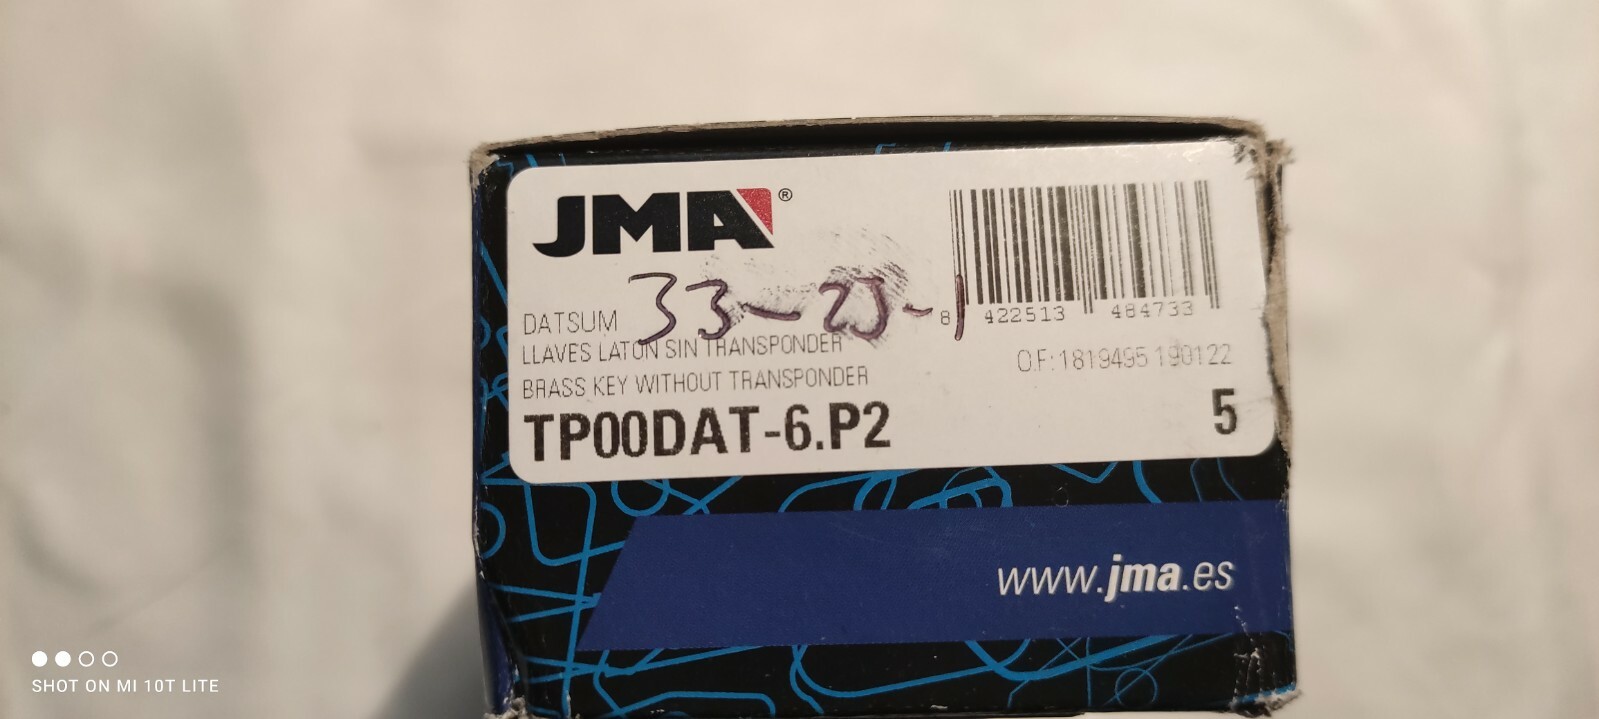 JMA®
33-25-1
8 422513 484733
DATSUM
LLAVES LATON SIN TRANSPONDER
O.F.: 1819495 190122
BRASS KEY WITHOUT TRANSPONDER
TP00DAT-6.P2
5
www.jma.es
SHOT ON MI 10T LITE